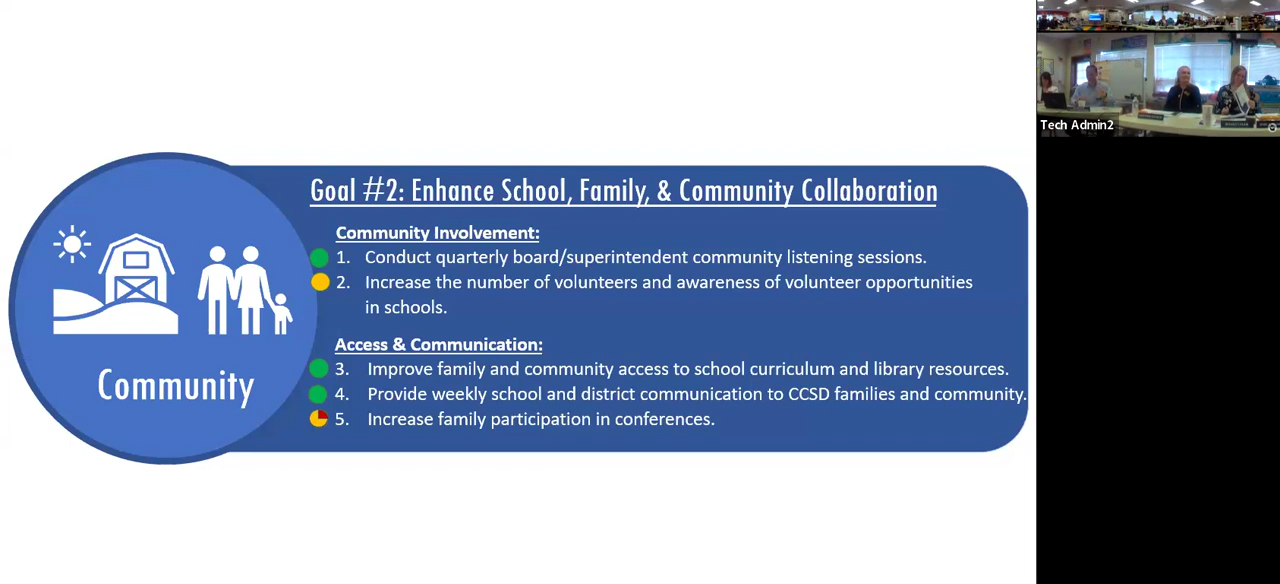 Goal #2: Enhance School, Family, & Community Collaboration
Community Involvement:
1. Conduct quarterly board/superintendent community listening sessions.
2. Increase the number of volunteers and awareness of volunteer opportunities
in schools.
Access & Communication:
3. Improve family and community access to school curriculum and library resources.
4. Provide weekly school and district communication to CCSD families and community.
5. Increase family participation in conferences.
Community
Tech Admin2